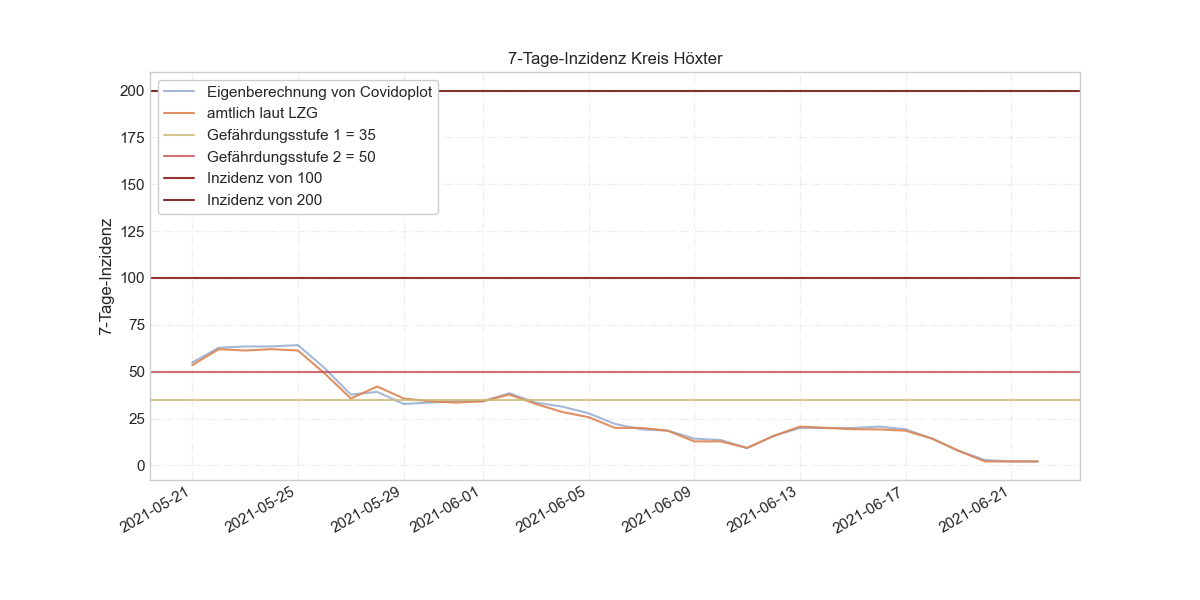 7-Tage-Inzidenz Kreis Höxter
Eigenberechnung von Covidoplot
amtlich laut LZG
Gefährdungsstufe 1 = 35
Gefährdungsstufe 2 = 50
Inzidenz von 100
Inzidenz von 200
7-Tage-Inzidenz
200
175
150
125
100
75
50
25
0
2021-05-21
2021-05-25
2021-05-29
2021-06-01
2021-06-05
2021-06-09
2021-06-13
2021-06-17
2021-06-21